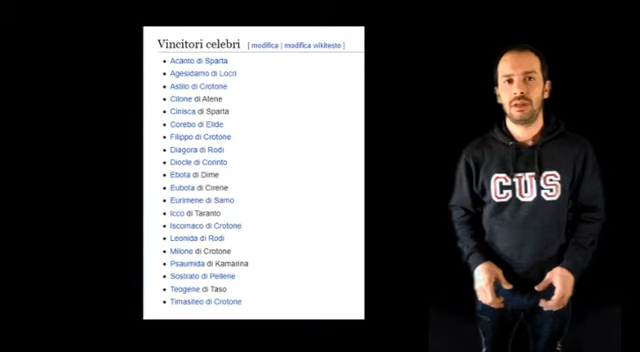 Vincitori celebri [ modifica | modifica wikitesto ]
Acanto di Sparta
Agesidamo di Locri
Astilo di Crotone
Cilone di Atene
Cinisca di Sparta
Corebo di Elide
Filippo di Crotone
Diagora di Rodi
Diocle di Corinto
Ebota di Dime
Eubota di Cirene
Eurimene di Samo
Icco di Taranto
Iscomaco di Crotone
Leonida di Rodi
Milone di Crotone
Psaumida di Kamarina
Sostrato di Pellene
Teogene di Taso
Timasiteo di Crotone
CUS